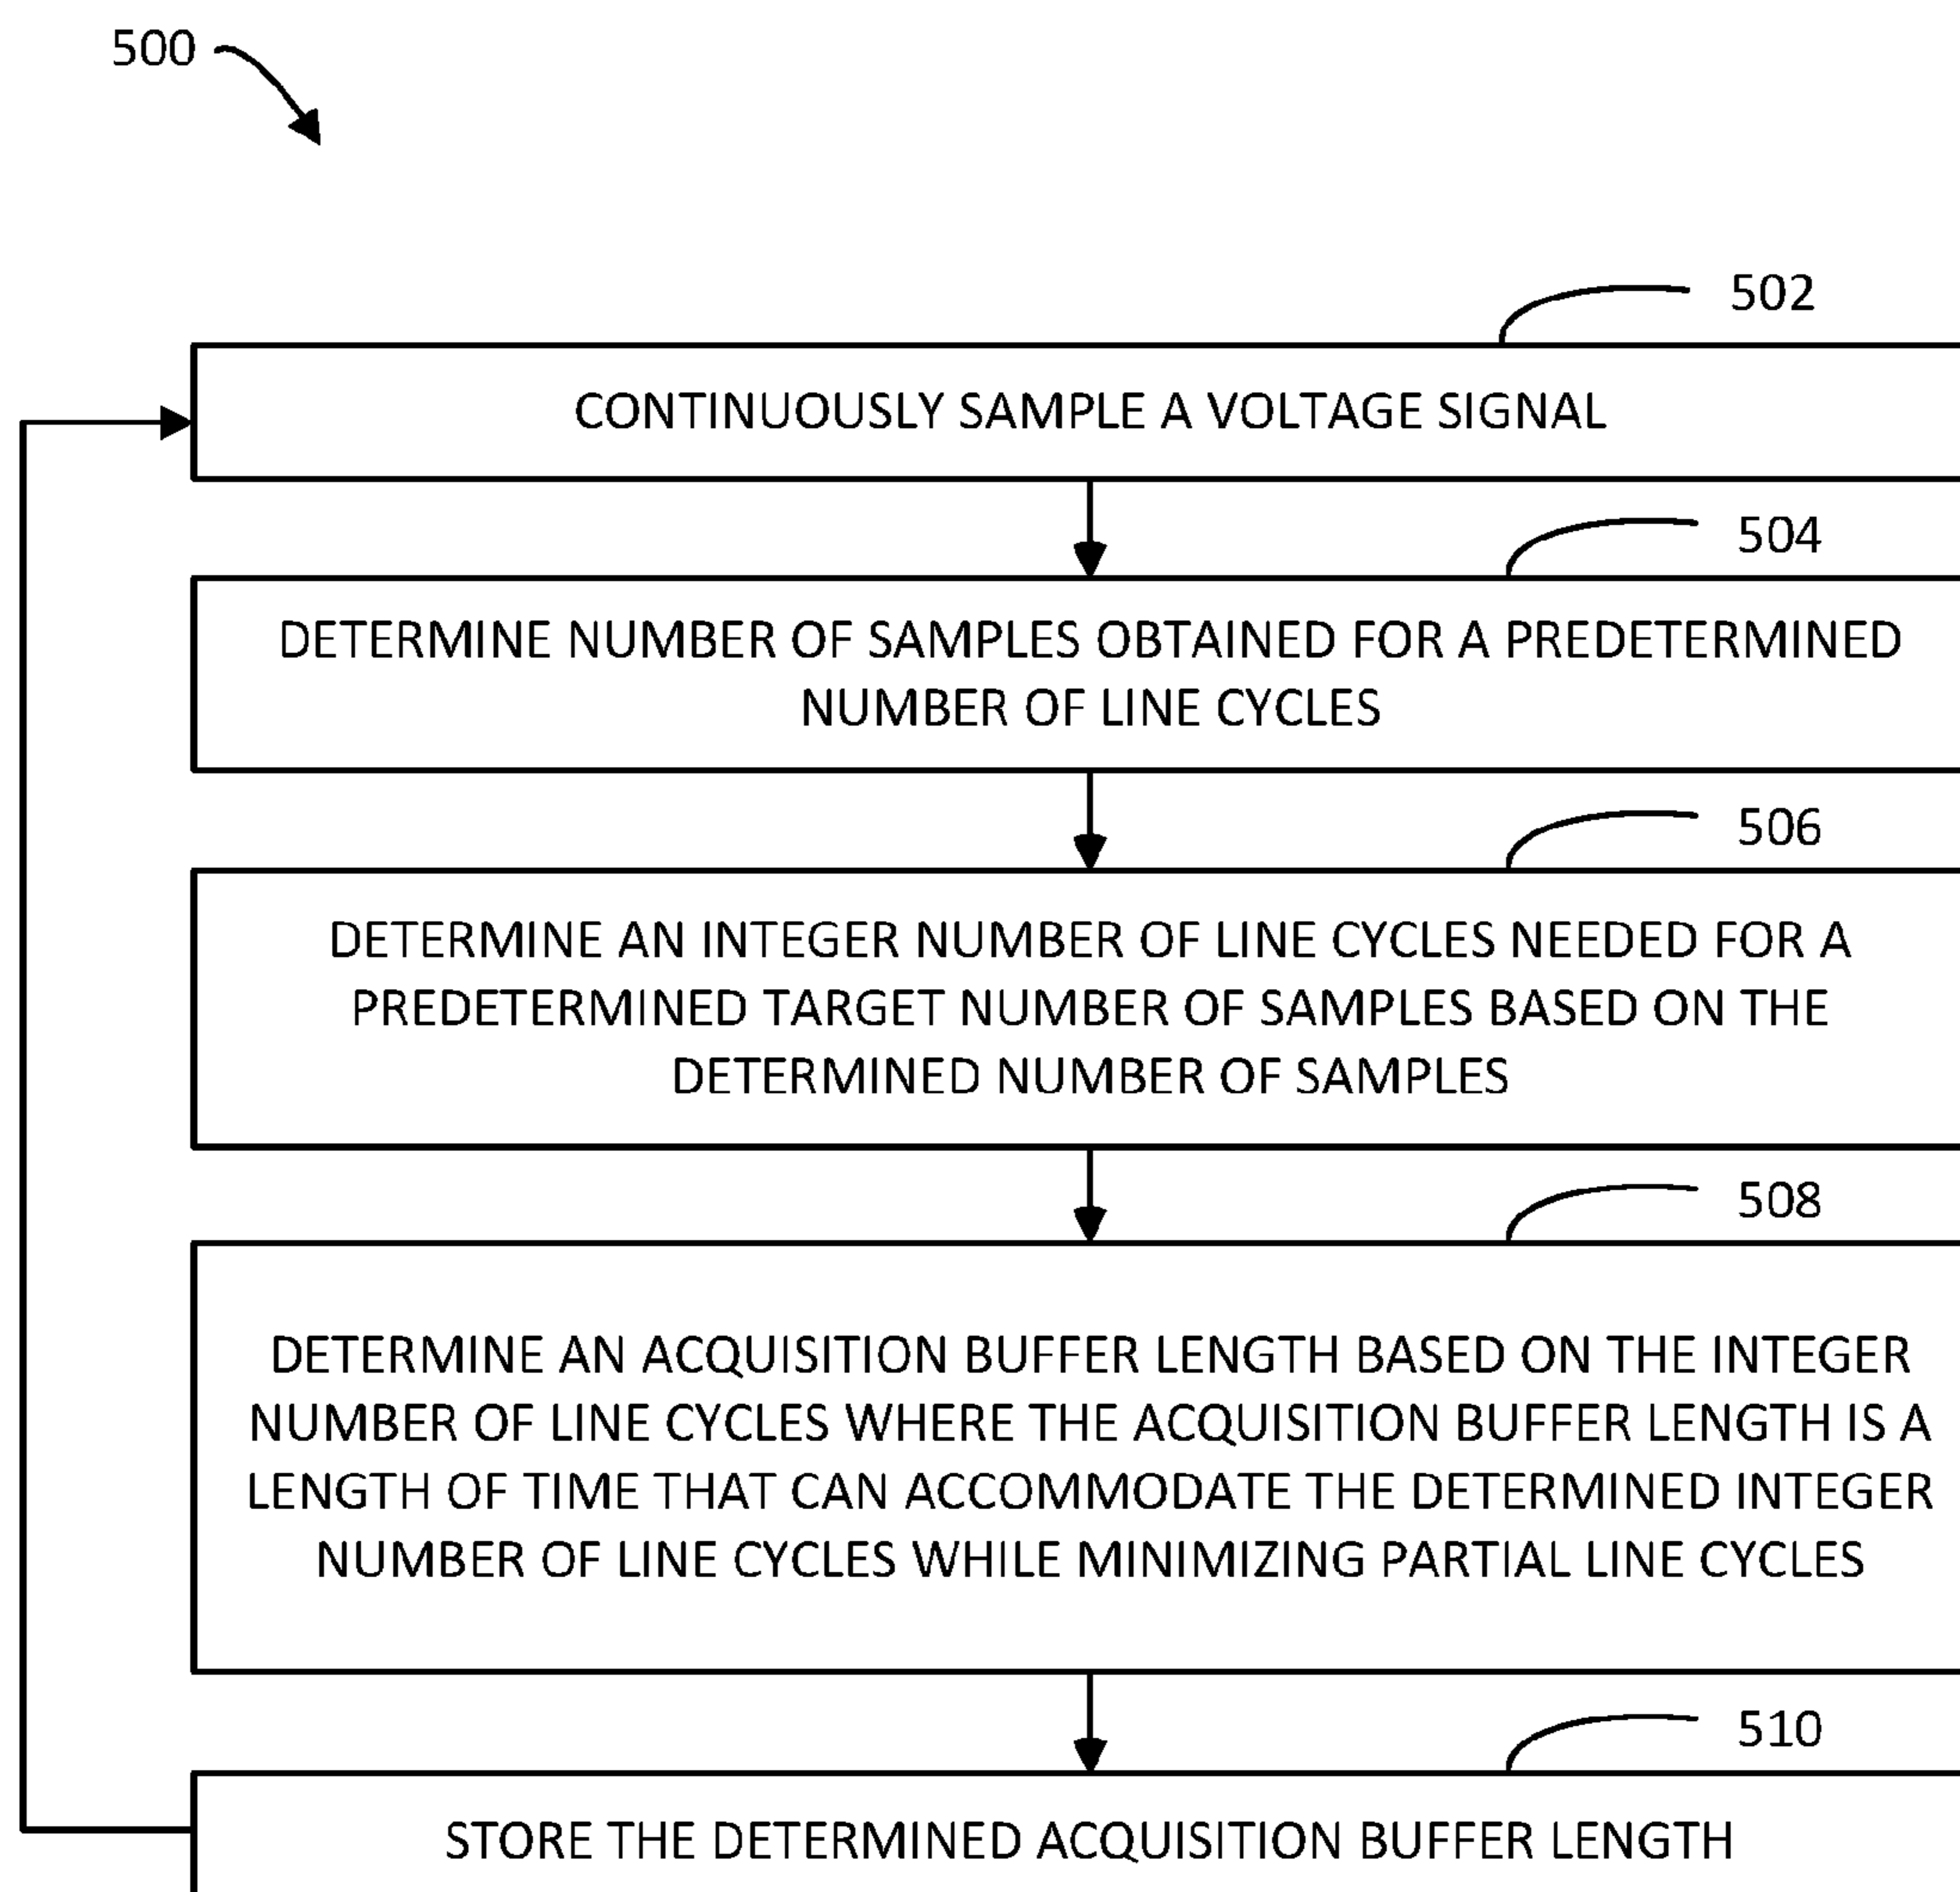 500
502
CONTINUOUSLY SAMPLE A VOLTAGE SIGNAL
504
DETERMINE NUMBER OF SAMPLES OBTAINED FOR A PREDETERMINED
NUMBER OF LINE CYCLES
506
DETERMINE AN INTEGER NUMBER OF LINE CYCLES NEEDED FOR A
PREDETERMINED TARGET NUMBER OF SAMPLES BASED ON THE
DETERMINED NUMBER OF SAMPLES
508
DETERMINE AN ACQUISITION BUFFER LENGTH BASED ON THE INTEGER
NUMBER OF LINE CYCLES WHERE THE ACQUISITION BUFFER LENGTH IS A
LENGTH OF TIME THAT CAN ACCOMMODATE THE DETERMINED INTEGER
NUMBER OF LINE CYCLES WHILE MINIMIZING PARTIAL LINE CYCLES
510
STORE THE DETERMINED ACQUISITION BUFFER LENGTH